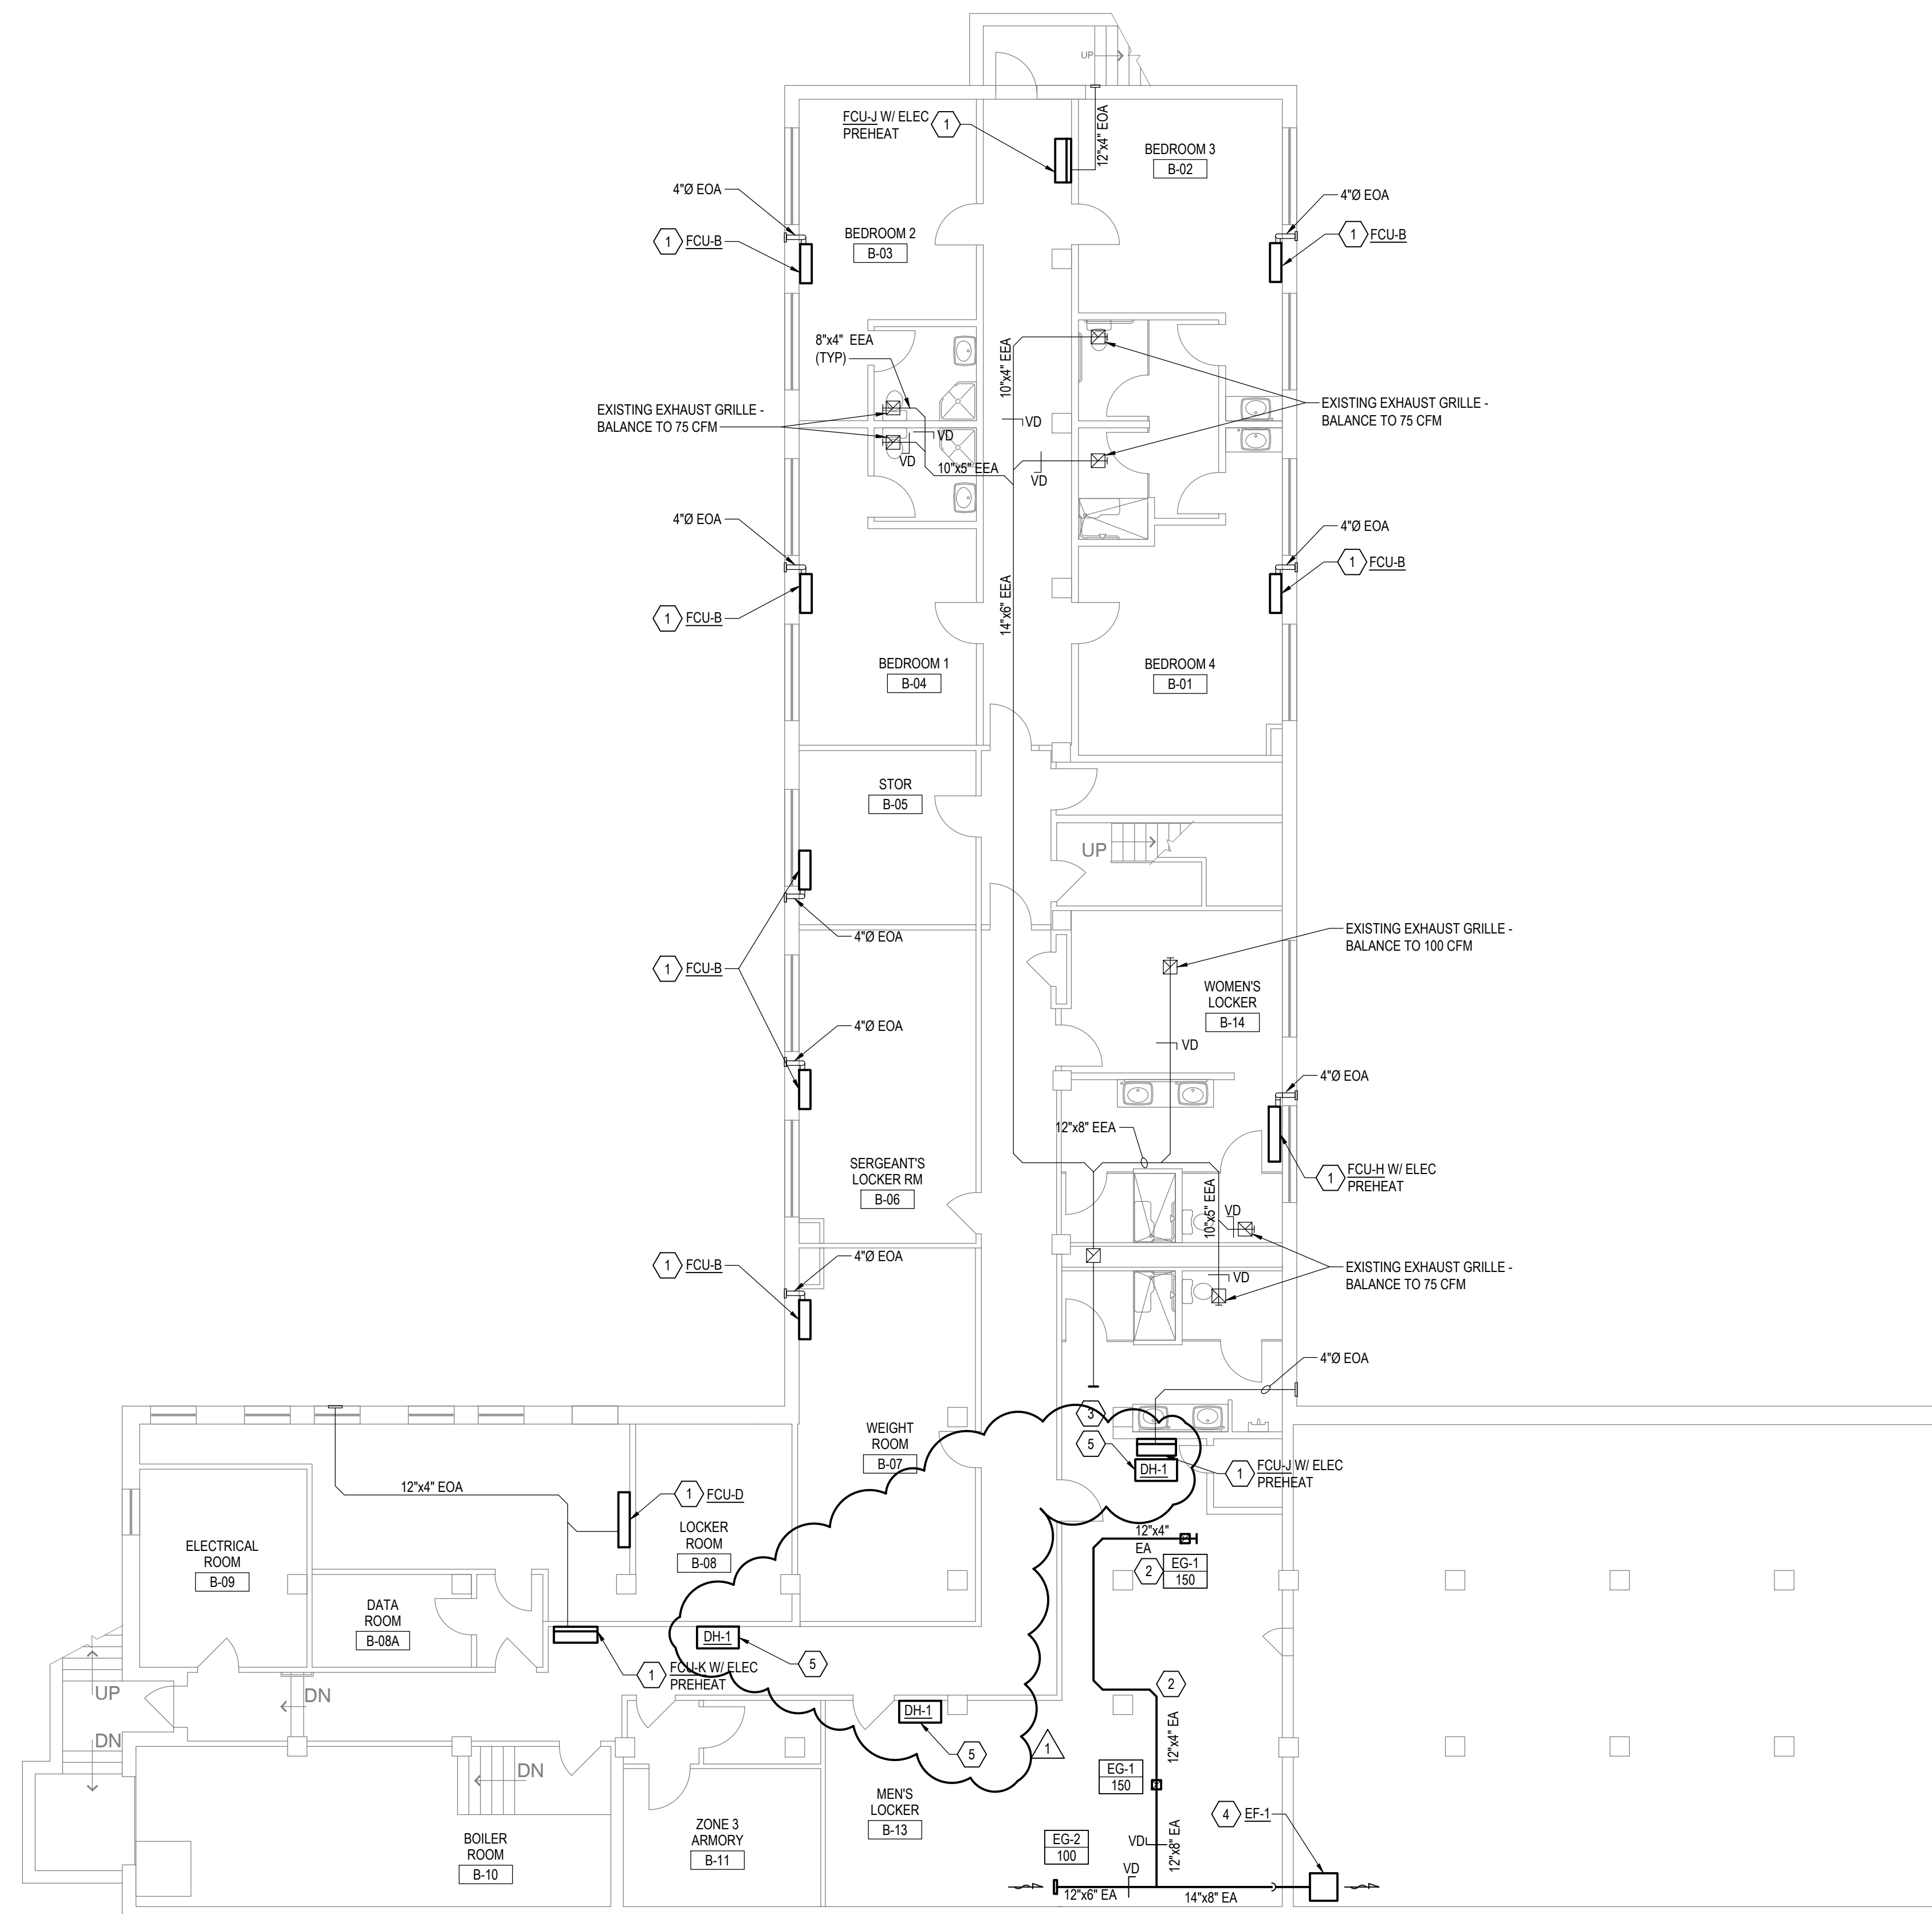 UP
FCU-J W/ ELEC
PREHEAT
1
12"x4" EOA
BEDROOM 3
B-02
4"Ø EOA
1
FCU-B
BEDROOM 2
B-03
4"Ø EOA
1
FCU-B
8"x4" EEA
(TYP)
10"x4" EEA
EXISTING EXHAUST GRILLE -
BALANCE TO 75 CFM
VD
VD
VD
10"x5" EEA
VD
EXISTING EXHAUST GRILLE -
BALANCE TO 75 CFM
4"Ø EOA
1
FCU-B
4"Ø EOA
1
FCU-B
14"x6" EEA
BEDROOM 1
B-04
BEDROOM 4
B-01
STOR
B-05
UP
4"Ø EOA
1
FCU-B
EXISTING EXHAUST GRILLE -
BALANCE TO 100 CFM
WOMEN'S
LOCKER
B-14
4"Ø EOA
VD
4"Ø EOA
12"x8" EEA
SERGEANT'S
LOCKER RM
B-06
1
FCU-H W/ ELEC
PREHEAT
10"x5" EEA
VD
1
FCU-B
4"Ø EOA
VD
EXISTING EXHAUST GRILLE -
BALANCE TO 75 CFM
4"Ø EOA
3
5
DH-1
1
FCU-J W/ ELEC
PREHEAT
WEIGHT
ROOM
B-07
12"x4" EOA
1
FCU-D
LOCKER
ROOM
B-08
ELECTRICAL
ROOM
B-09
DATA
ROOM
B-08A
12"x4"
EA
2
EG-1
150
DH-1
5
1
FCU-K W/ ELEC
PREHEAT
UP
DN
DN
DN
DH-1
5
1
2
12"x4" EA
EG-1
150
MEN'S
LOCKER
B-13
ZONE 3
ARMORY
B-11
BOILER
ROOM
B-10
4
EF-1
EG-2
100
VD
12"x8" EA
VD
12"x6" EA
14"x8" EA